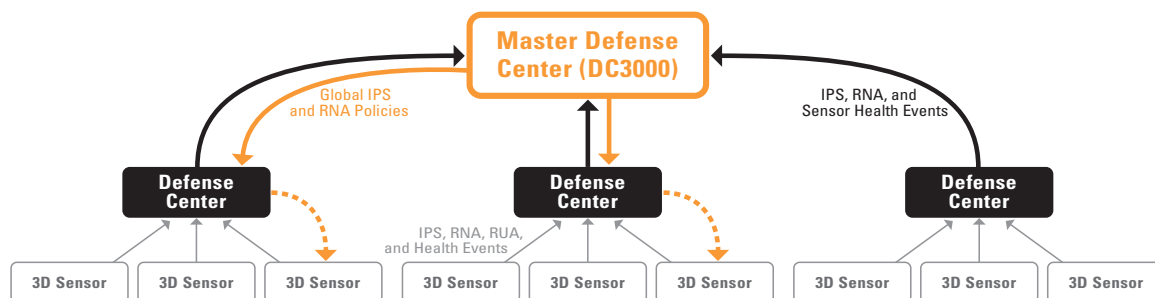 Master Defense
Center (DC3000)
Global IPS
and RNA Policies
IPS, RNA, and
Sensor Health Events
Defense
Center
Defense
Center
Defense
Center
IPS, RNA, RUA,
and Health Events
3D Sensor
3D Sensor
3D Sensor
3D Sensor
3D Sensor
3D Sensor
3D Sensor
3D Sensor
3D Sensor